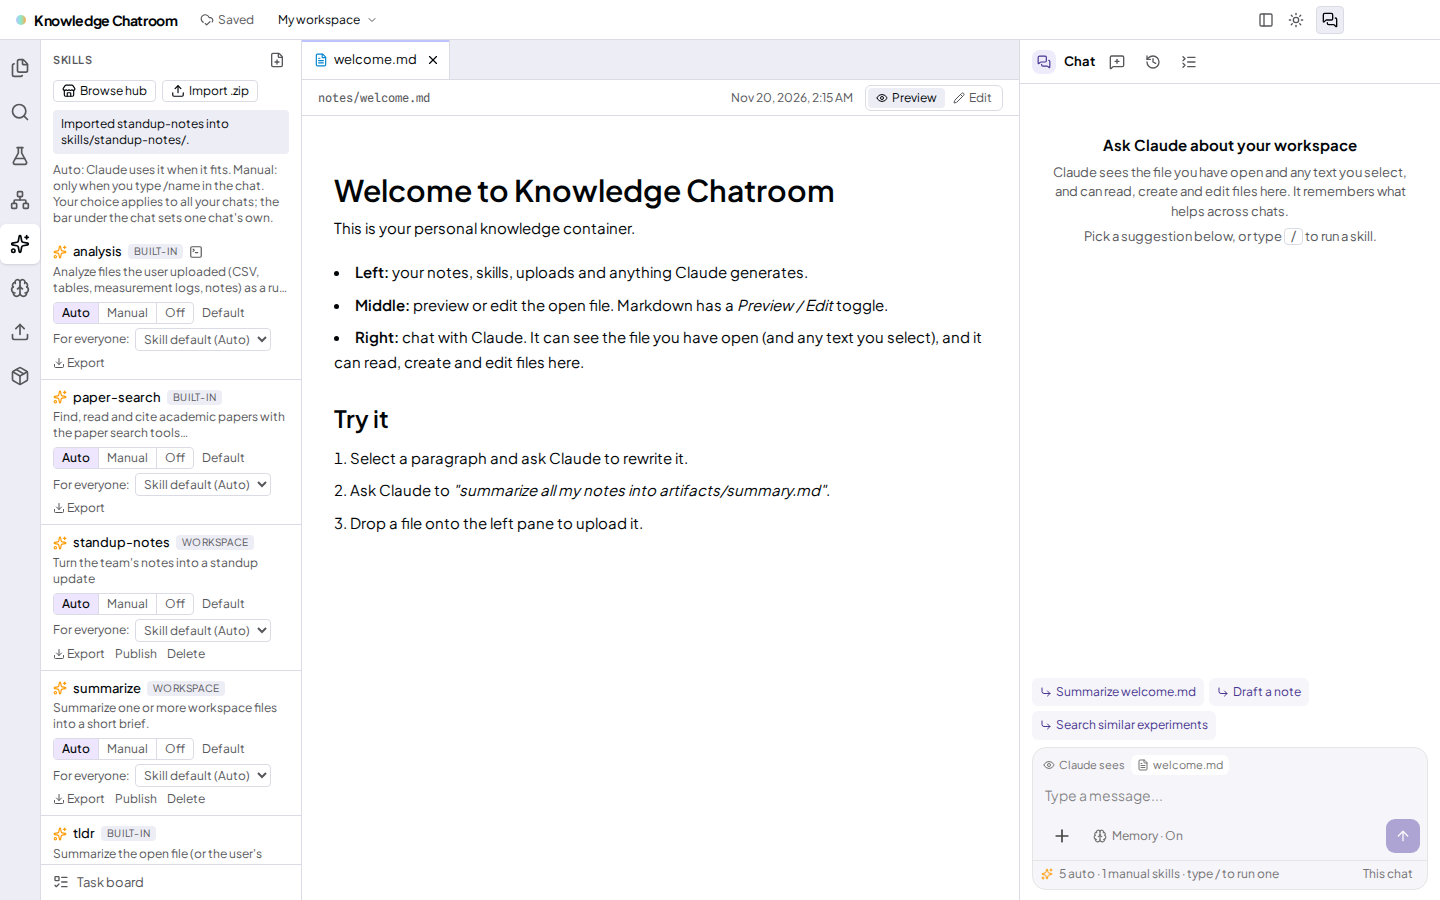 Knowledge Chatroom
Saved
My workspace
SKILLS
Browse hub
Import .zip
Imported standup-notes into
skills/standup-notes/.
Auto: Claude uses it when it fits. Manual:
only when you type /name in the chat.
Your choice applies to all your chats; the
bar under the chat sets one chat's own.
analysis BUILT-IN
Analyze files the user uploaded (CSV,
tables, measurement logs, notes) as a ru…
Auto Manual Off Default
For everyone: Skill default (Auto)
Export
paper-search BUILT-IN
Find, read and cite academic papers with
the paper search tools…
Auto Manual Off Default
For everyone: Skill default (Auto)
Export
standup-notes WORKSPACE
Turn the team's notes into a standup
update
Auto Manual Off Default
For everyone: Skill default (Auto)
Export Publish Delete
summarize WORKSPACE
Summarize one or more workspace files
into a short brief.
Auto Manual Off Default
For everyone: Skill default (Auto)
Export Publish Delete
tldr BUILT-IN
Summarize the open file (or the user's
Task board
welcome.md
notes/welcome.md
Nov 20, 2026, 2:15 AM
Preview
Edit
Welcome to Knowledge Chatroom
This is your personal knowledge container.
• Left: your notes, skills, uploads and anything Claude generates.
• Middle: preview or edit the open file. Markdown has a Preview / Edit toggle.
• Right: chat with Claude. It can see the file you have open (and any text you select), and it
can read, create and edit files here.
Try it
1. Select a paragraph and ask Claude to rewrite it.
2. Ask Claude to "summarize all my notes into artifacts/summary.md".
3. Drop a file onto the left pane to upload it.
Chat
Ask Claude about your workspace
Claude sees the file you have open and any text you select,
and can read, create and edit files here. It remembers what
helps across chats.
Pick a suggestion below, or type / to run a skill.
Summarize welcome.md
Draft a note
Search similar experiments
Claude sees welcome.md
Type a message...
Memory · On
5 auto · 1 manual skills · type / to run one
This chat